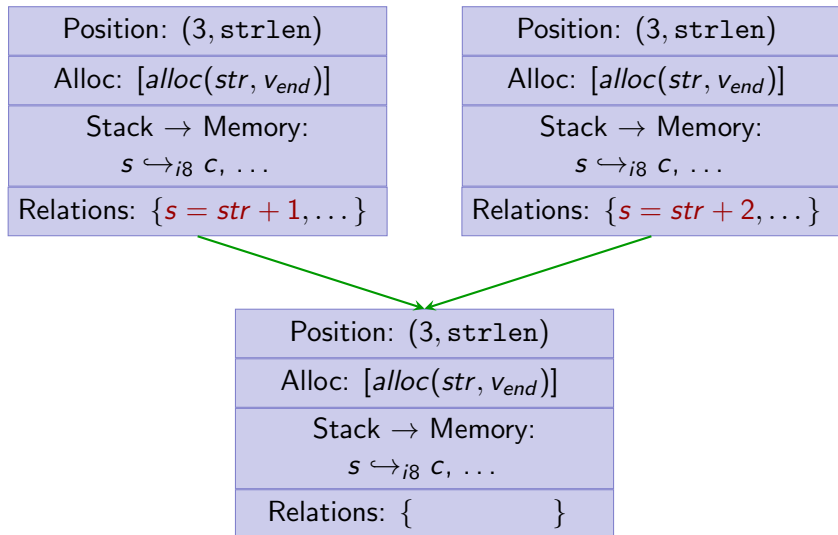 Position: (3, strlen)
Alloc: [alloc(str, v_end)]
Stack → Memory:
s ↪_i8 c, …
Relations: {s = str + 1, … }
Position: (3, strlen)
Alloc: [alloc(str, v_end)]
Stack → Memory:
s ↪_i8 c, …
Relations: {s = str + 2, … }
Position: (3, strlen)
Alloc: [alloc(str, v_end)]
Stack → Memory:
s ↪_i8 c, …
Relations: { }